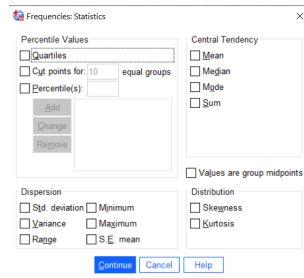 Frequencies: Statistics
Percentile Values
Quartiles
Cut points for: 10 equal groups
Percentile(s):
Add
Change
Remove
Central Tendency
Mean
Median
Mode
Sum
Values are group midpoints
Dispersion
Std. deviation Minimum
Variance Maximum
Range S.E. mean
Distribution
Skewness
Kurtosis
Continue Cancel Help